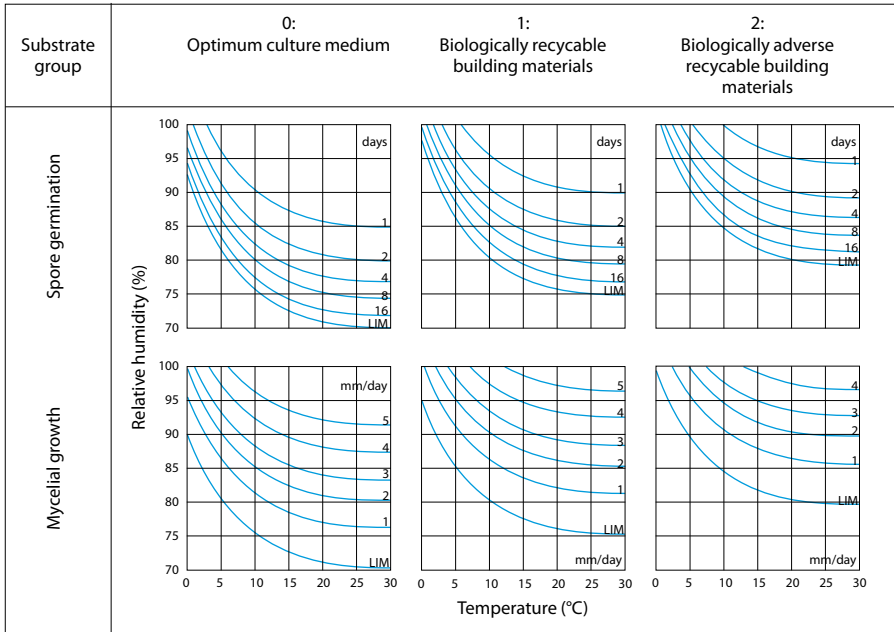 Substrate
group
0:
Optimum culture medium
1:
Biologically recycable
building materials
2:
Biologically adverse
recycable building
materials
Spore germination
Mycelial growth
Relative humidity (%)
100
95
90
85
80
75
70
days
1
2
4
8
16
LIM
days
1
2
4
8
16
LIM
days
1
2
4
8
16
LIM
100
95
90
85
80
75
70
mm/day
5
4
3
2
1
LIM
0 5 10 15 20 25 30
5
4
3
2
1
LIM
mm/day
0 5 10 15 20 25 30
4
3
2
1
LIM
mm/day
0 5 10 15 20 25 30
Temperature (°C)